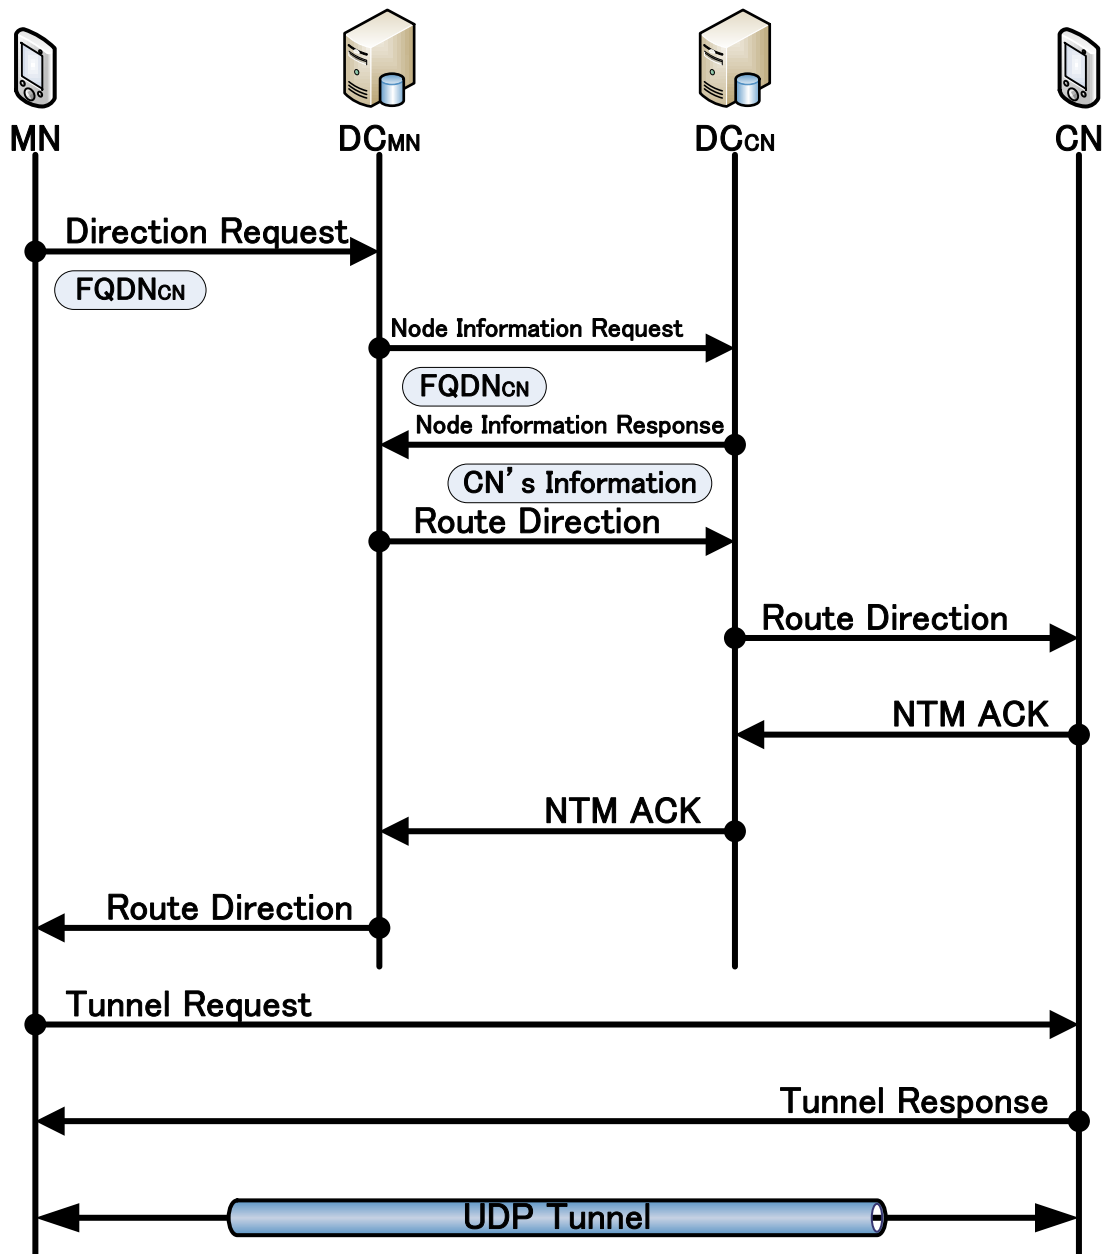 MN DCMN DCCN CN
Direction Request
FQDNCN
Node Information Request
FQDNCN
Node Information Response
CN's Information
Route Direction
Route Direction
NTM ACK
NTM ACK
Route Direction
Tunnel Request
Tunnel Response
UDP Tunnel